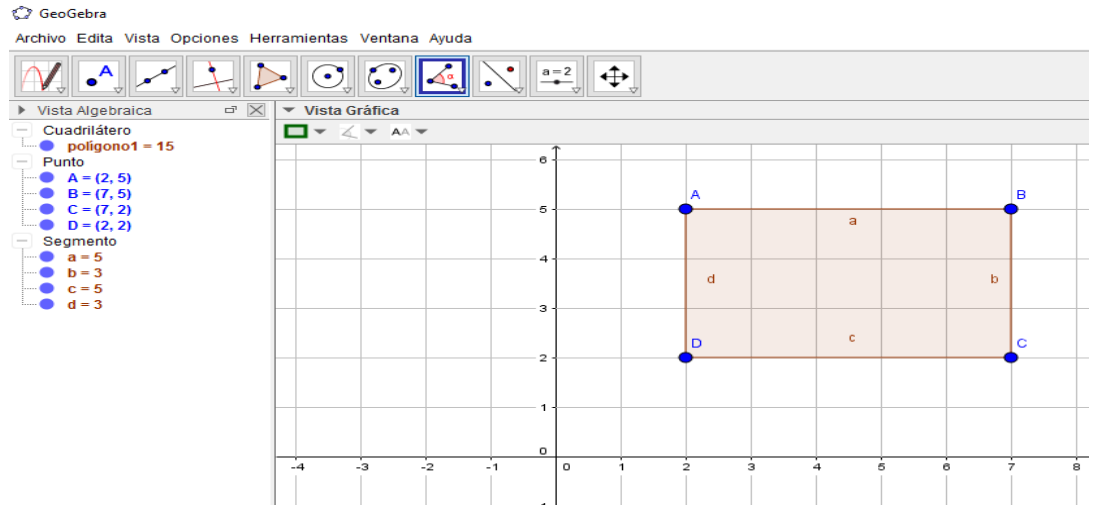 GeoGebra
Archivo Edita Vista Opciones Herramientas Ventana Ayuda
A
α
a = 2
Vista Algebraica
Vista Gráfica
AA
Cuadrilátero
polígono1 = 15
Punto
A = (2, 5)
B = (7, 5)
C = (7, 2)
D = (2, 2)
Segmento
a = 5
b = 3
c = 5
d = 3
6
A
B
5
a
4
d
b
3
c
D
C
2
1
0
-4 -3 -2 -1 0 1 2 3 4 5 6 7 8